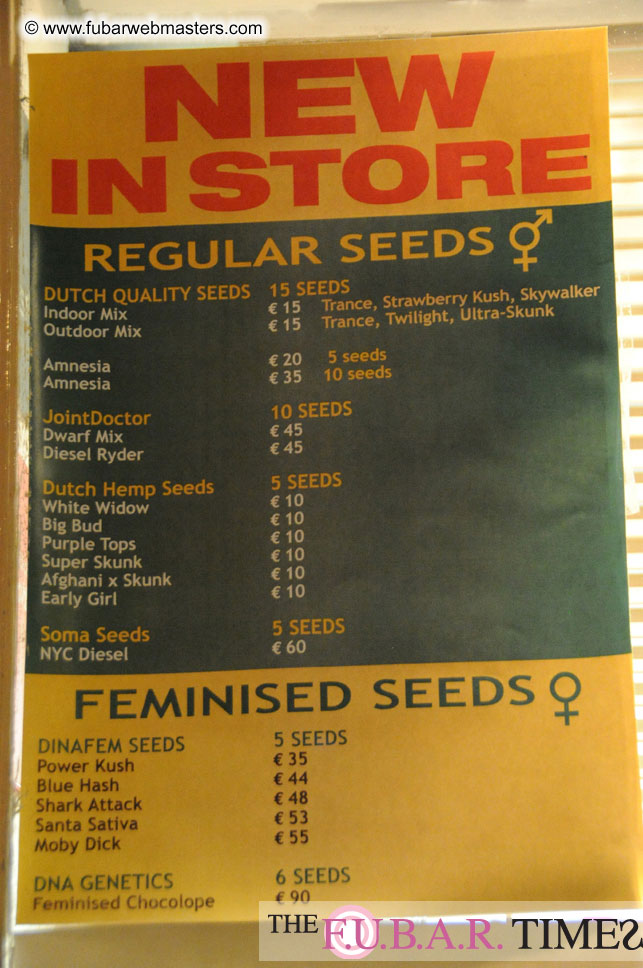 © www.fubarwebmasters.com
NEW
IN STORE
REGULAR SEEDS
DUTCH QUALITY SEEDS 15 SEEDS
Indoor Mix € 15 Trance, Strawberry Kush, Skywalker
Outdoor Mix € 15 Trance, Twilight, Ultra-Skunk
Amnesia € 20 5 seeds
Amnesia € 35 10 seeds
JointDoctor 10 SEEDS
Dwarf Mix € 45
Diesel Ryder € 45
Dutch Hemp Seeds 5 SEEDS
White Widow € 10
Big Bud € 10
Purple Tops € 10
Super Skunk € 10
Afghani x Skunk € 10
Early Girl € 10
Soma Seeds 5 SEEDS
NYC Diesel € 60
FEMINISED SEEDS
DINAFEM SEEDS 5 SEEDS
Power Kush € 35
Blue Hash € 44
Shark Attack € 48
Santa Sativa € 53
Moby Dick € 55
DNA GENETICS 6 SEEDS
Feminised Chocolope € 90
THE F.U.B.A.R. TIMES